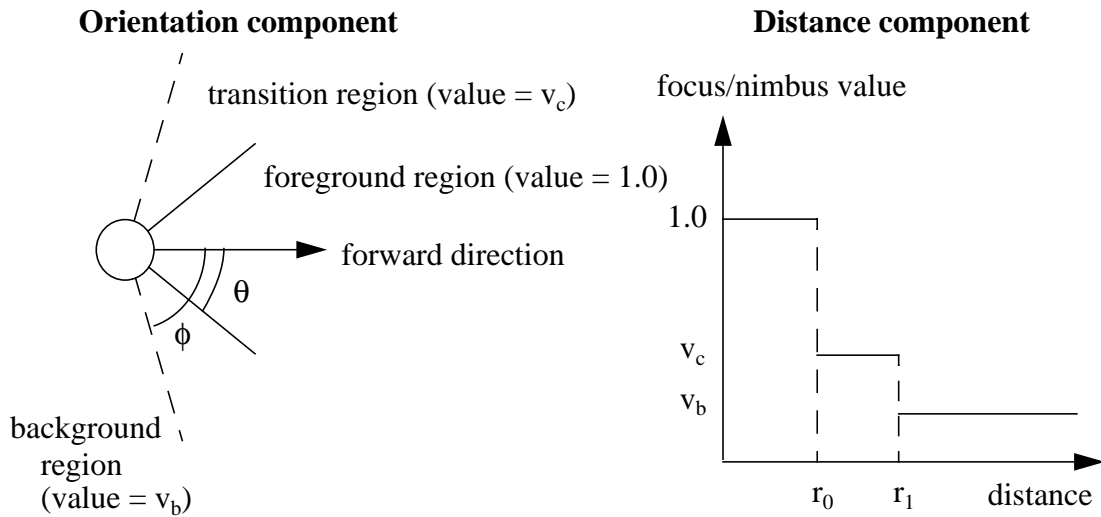 Orientation component
transition region (value = v_c)
foreground region (value = 1.0)
forward direction
θ
ϕ
background
region
(value = v_b)
Distance component
focus/nimbus value
1.0
v_c
v_b
r_0
r_1
distance